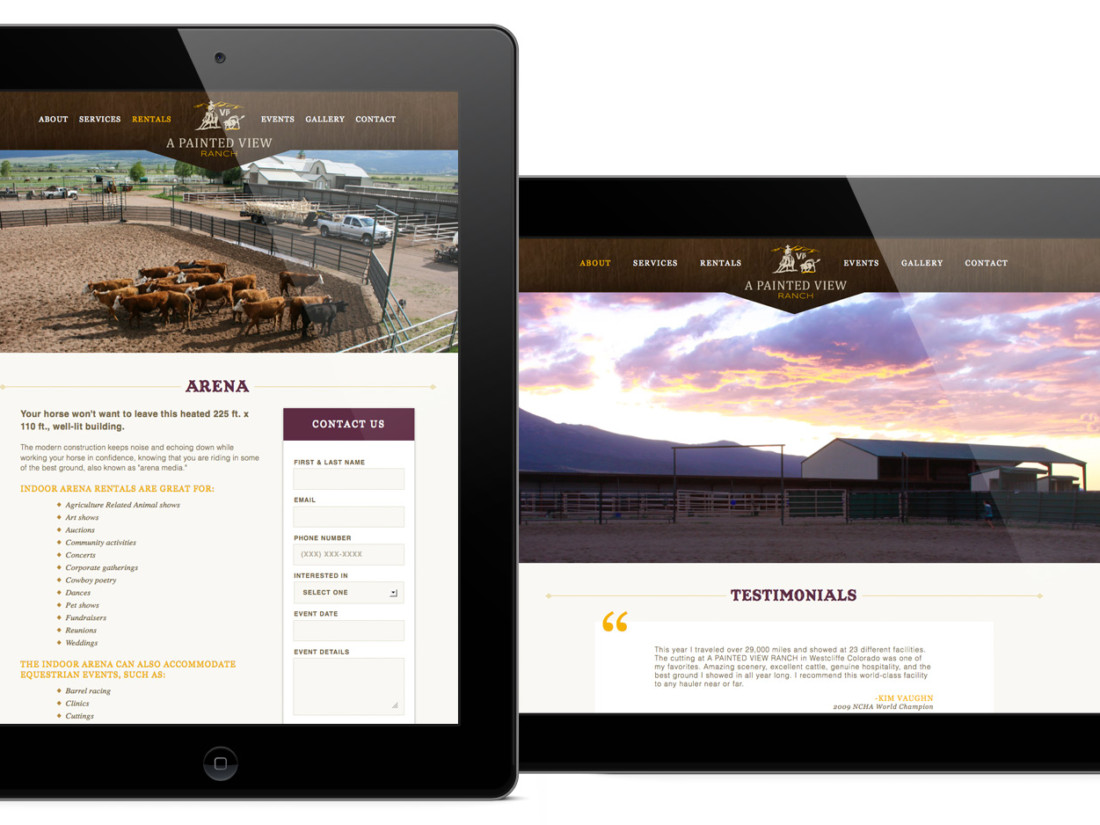 ABOUT SERVICES RENTALS EVENTS GALLERY CONTACT
VP
A PAINTED VIEW
RANCH
ARENA
Your horse won't want to leave this heated 225 ft. x
110 ft., well-lit building.
The modern construction keeps noise and echoing down while
working your horse in confidence, knowing that you are riding in some
of the best ground, also known as "arena media."
INDOOR ARENA RENTALS ARE GREAT FOR:
Agriculture Related Animal shows
Art shows
Auctions
Community activities
Concerts
Corporate gatherings
Cowboy poetry
Dances
Pet shows
Fundraisers
Reunions
Weddings
THE INDOOR ARENA CAN ALSO ACCOMMODATE
EQUESTRIAN EVENTS, SUCH AS:
Barrel racing
Clinics
Cuttings
CONTACT US
FIRST & LAST NAME
EMAIL
PHONE NUMBER
(XXX) XXX-XXXX
INTERESTED IN
SELECT ONE
EVENT DATE
EVENT DETAILS
ABOUT SERVICES RENTALS EVENTS GALLERY CONTACT
VP
A PAINTED VIEW
RANCH
TESTIMONIALS
“
This year I traveled over 29,000 miles and showed at 23 different facilities.
The cutting at A PAINTED VIEW RANCH in Westcliffe Colorado was one of
my favorites. Amazing scenery, excellent cattle, genuine hospitality, and the
best ground I showed in all year long. I recommend this world-class facility
to any hauler near or far.
-KIM VAUGHN
2009 NCHA World Champion